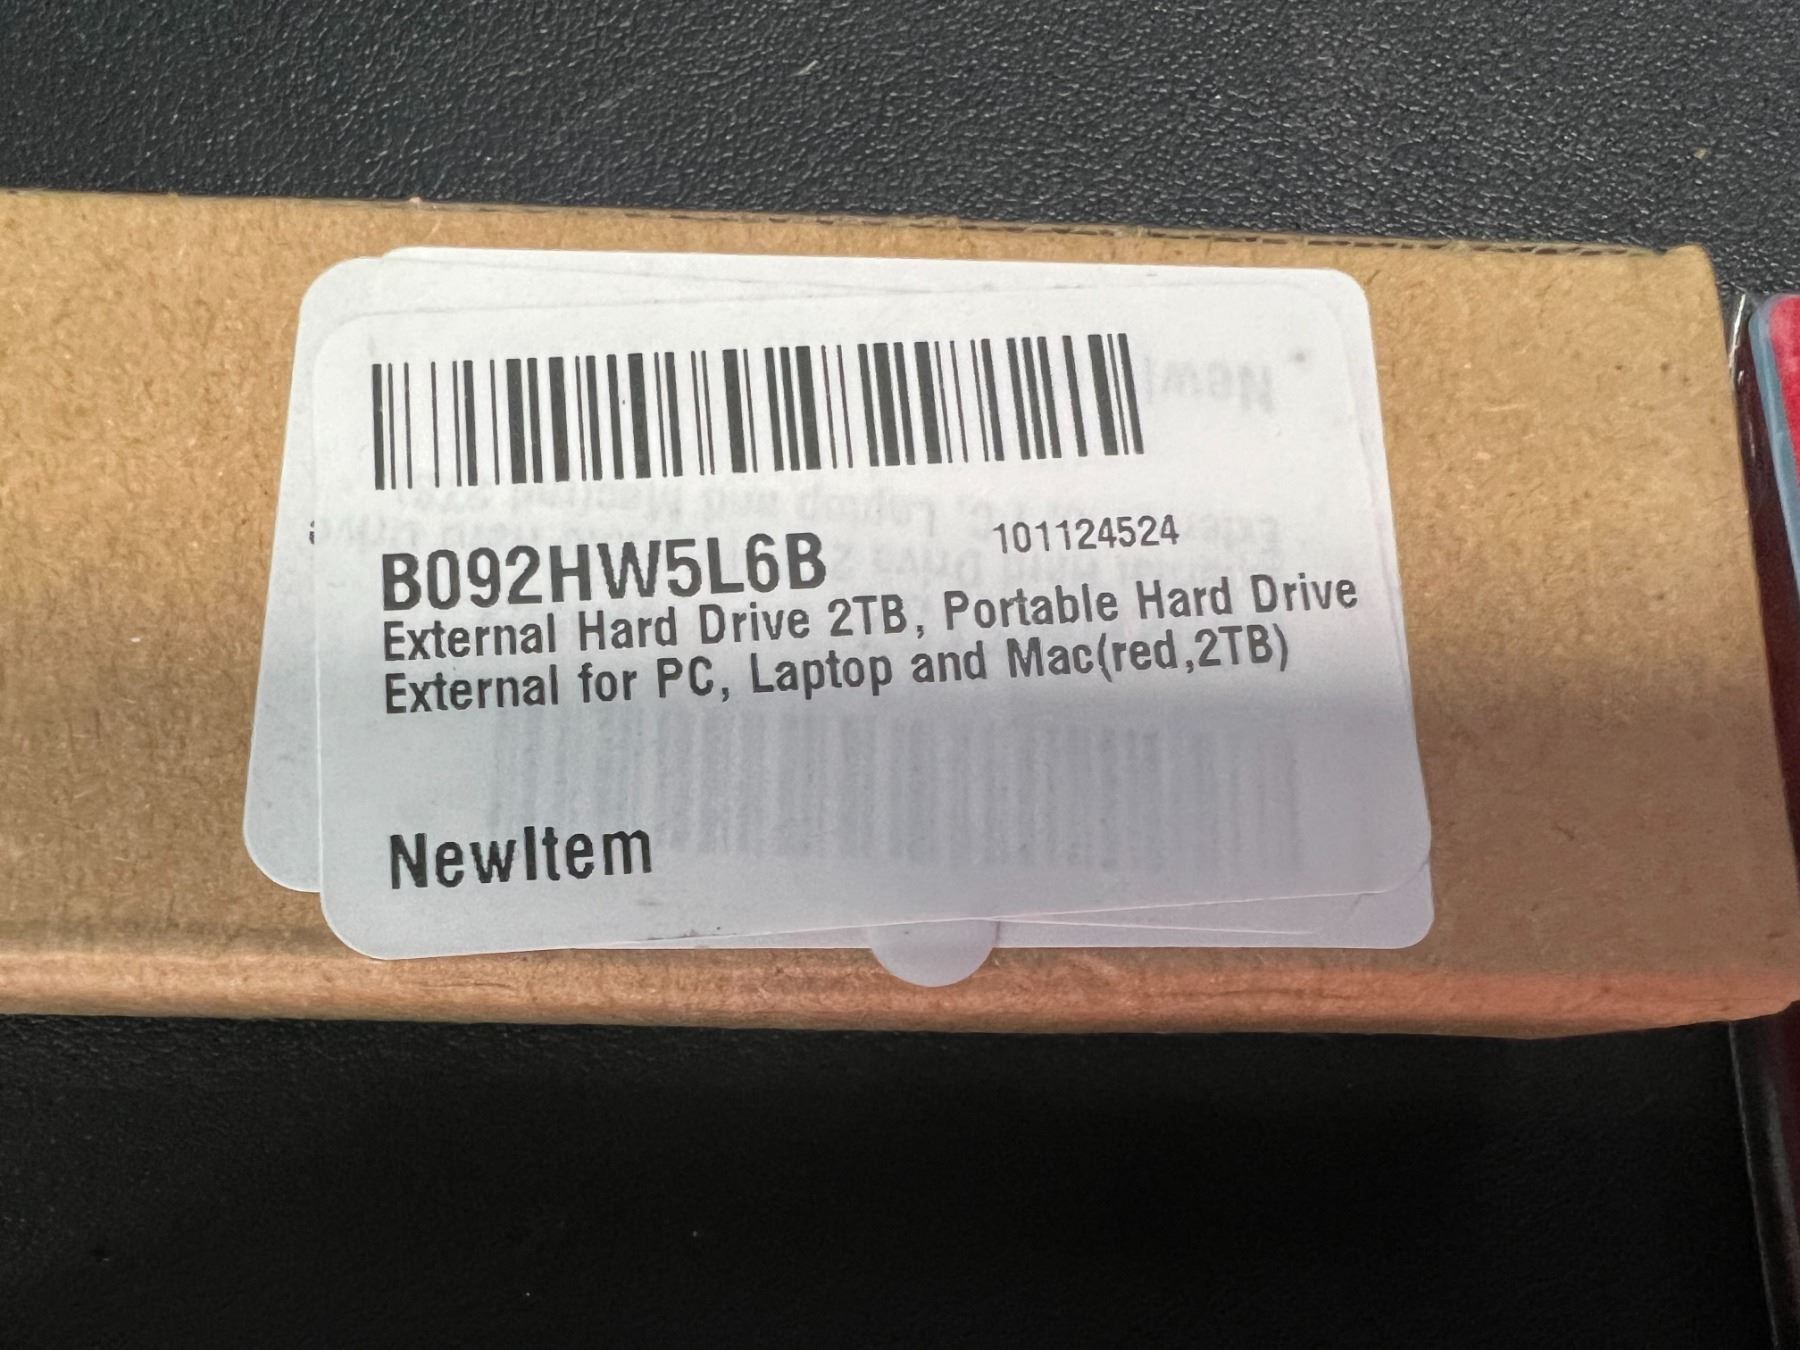 B092HW5L6B 101124524
External Hard Drive 2TB, Portable Hard Drive
External for PC, Laptop and Mac(red,2TB)
NewItem